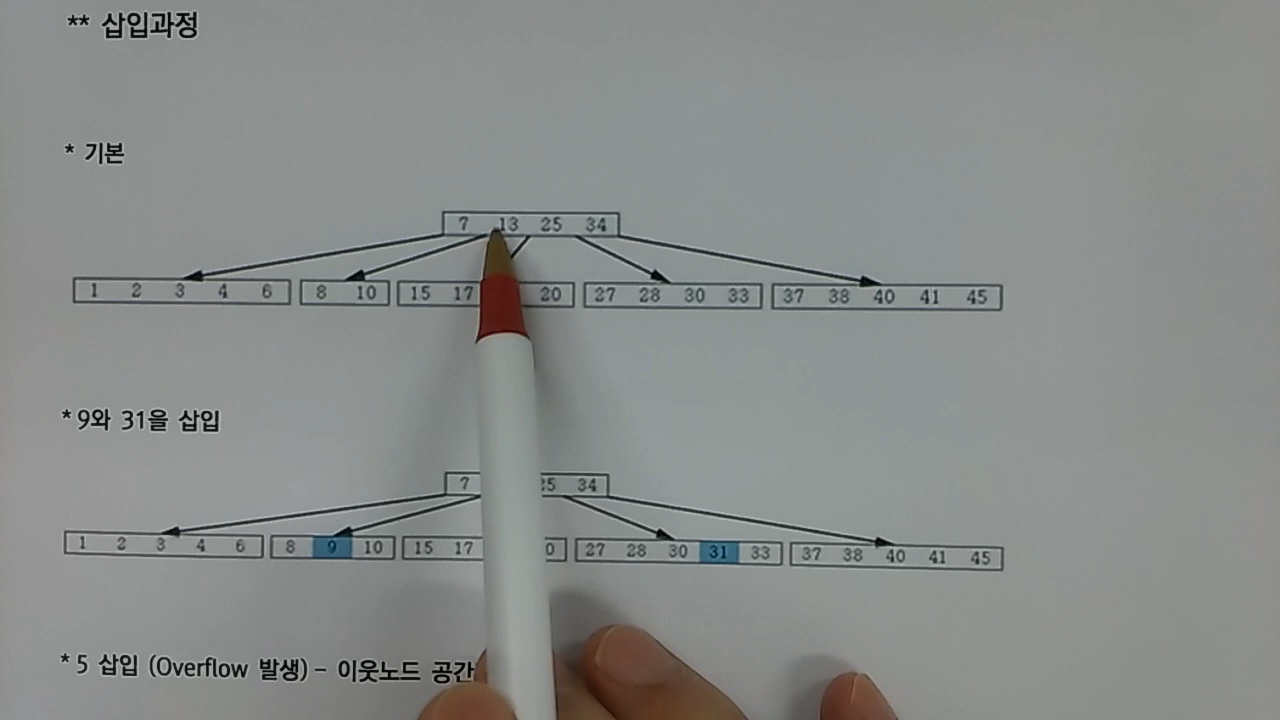 ** 삽입과정
* 기본
7 13 25 34
1 2 3 4 6 8 10 15 17 20 27 28 30 33 37 38 40 41 45
* 9와 31을 삽입
7 34
1 2 3 4 6 8 9 10 15 17 27 28 30 31 33 37 38 40 41 45
* 5 삽입 (Overflow 발생) – 이웃노드 공간